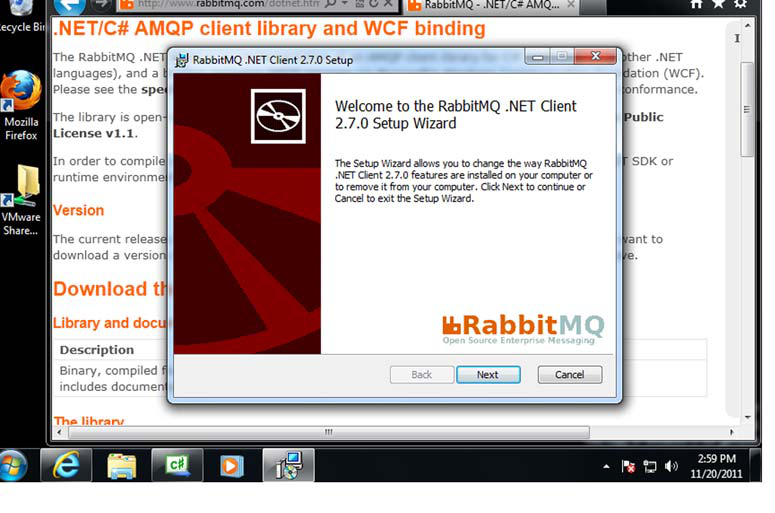 ecycle Bin
http://www.rabbitmq.com/dotnet.htm
RabbitMQ - .NET/C# AMQ...
.NET/C# AMQP client library and WCF binding
The RabbitMQ .NET
other .NET
languages), and a b
dation (WCF).
Please see the spec
conformance.
RabbitMQ .NET Client 2.7.0 Setup
Welcome to the RabbitMQ .NET Client
2.7.0 Setup Wizard
The Setup Wizard allows you to change the way RabbitMQ
.NET Client 2.7.0 features are installed on your computer or
to remove it from your computer. Click Next to continue or
Cancel to exit the Setup Wizard.
RabbitMQ
Open Source Enterprise Messaging
Back
Next
Cancel
Mozilla
Firefox
The library is open-
Public
License v1.1.
In order to compile
T SDK or
runtime environme
VMware
Share...
Version
The current release
want to
download a version
ve.
Download th
Library and docu
Description
Binary, compiled f
includes document
The library
C#
2:59 PM
11/20/2011